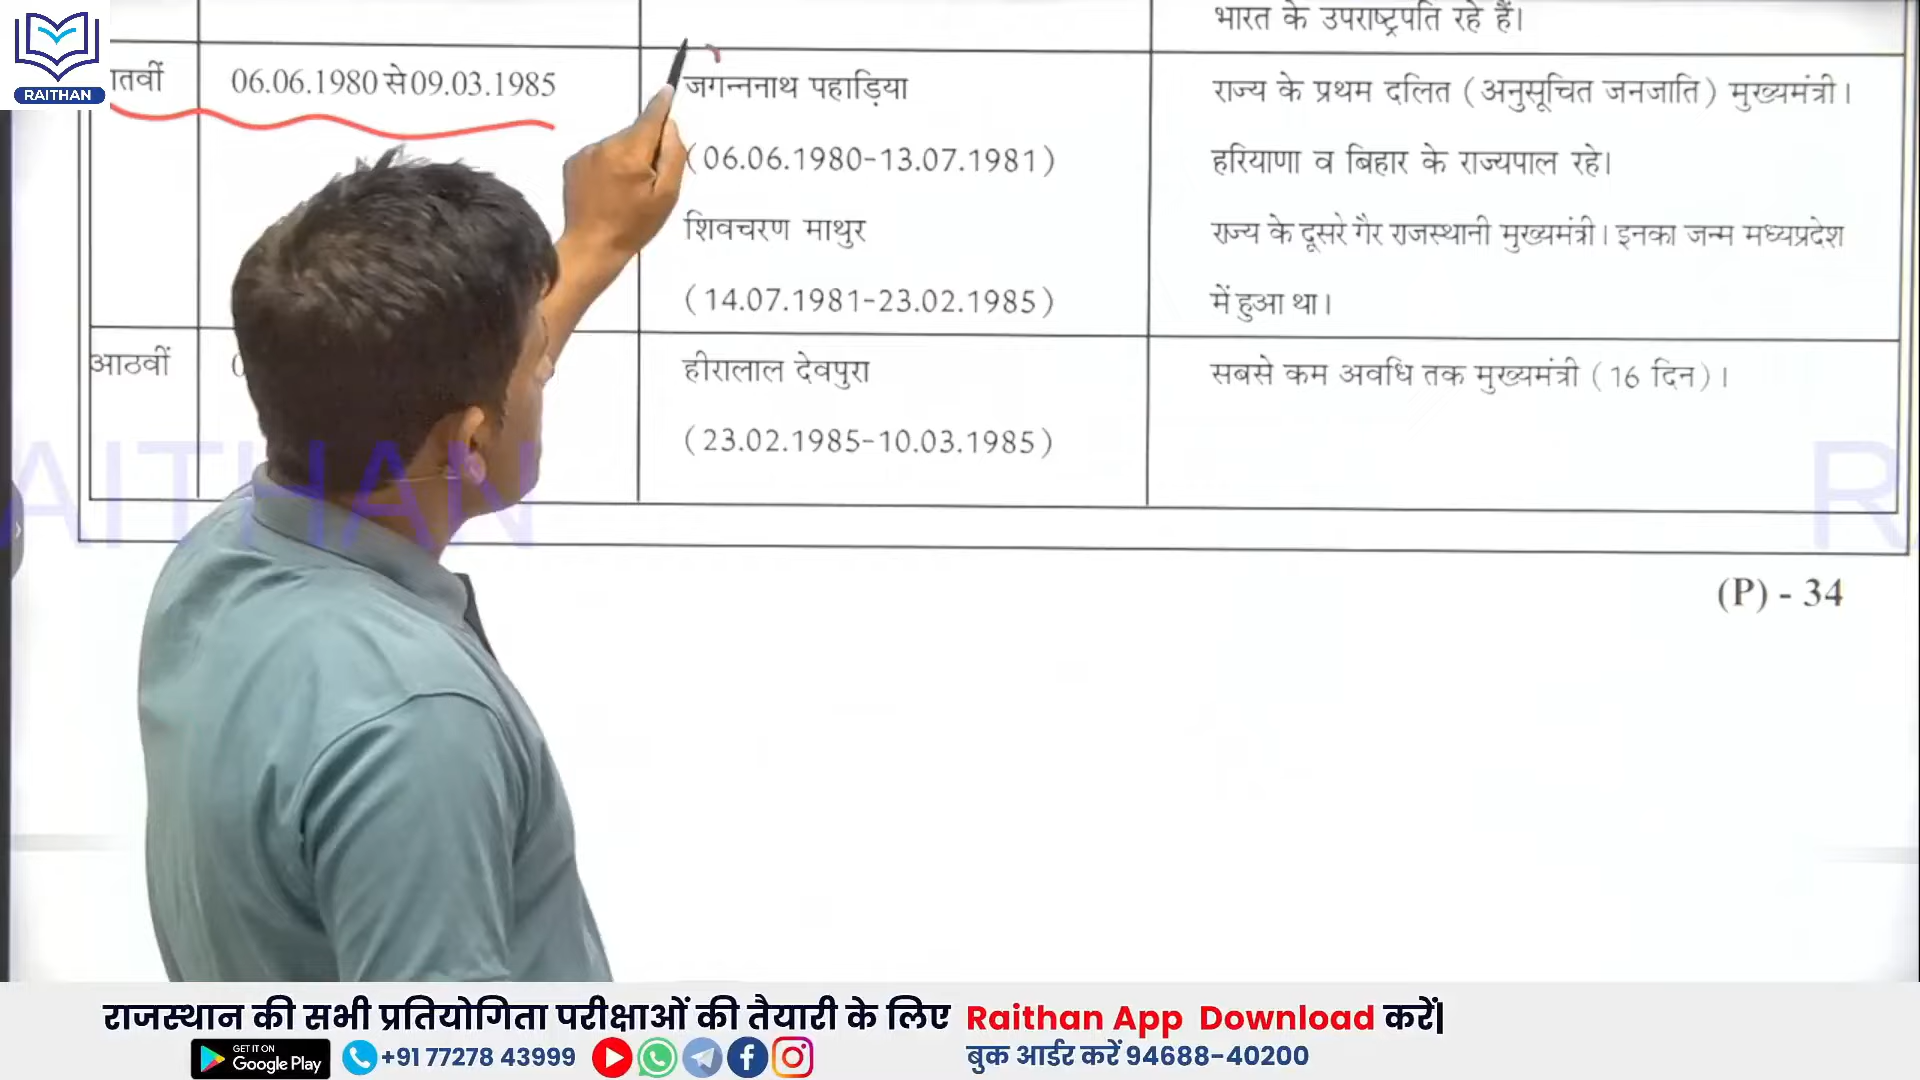 RAITHAN
भारत के उपराष्ट्रपति रहे हैं।
06.06.1980 से 09.03.1985
जगन्ननाथ पहाड़िया
(06.06.1980-13.07.1981)
शिवचरण माथुर
(14.07.1981-23.02.1985)
राज्य के प्रथम दलित (अनुसूचित जनजाति) मुख्यमंत्री।
हरियाणा व बिहार के राज्यपाल रहे।
राज्य के दूसरे गैर राजस्थानी मुख्यमंत्री। इनका जन्म मध्यप्रदेश
में हुआ था।
आठवीं
हीरालाल देवपुरा
(23.02.1985-10.03.1985)
सबसे कम अवधि तक मुख्यमंत्री (16 दिन)।
(P) - 34
राजस्थान की सभी प्रतियोगिता परीक्षाओं की तैयारी के लिए Raithan App Download करें|
GET IT ON
Google Play
+91 77278 43999
बुक आर्डर करें 94688-40200